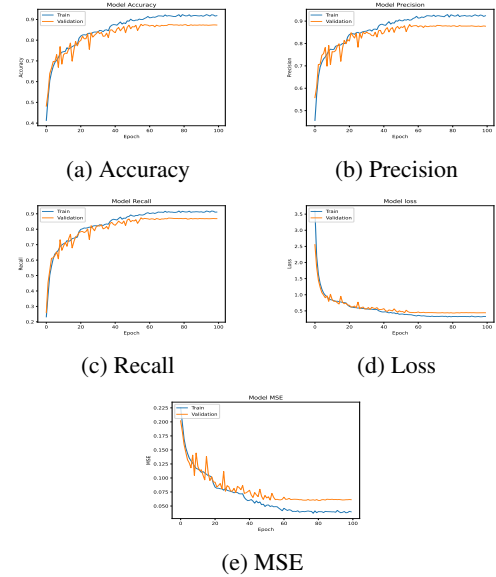 Model Accuracy
Train
Validation
0.9
0.8
0.7
0.6
0.5
0.4
Accuracy
0 20 40 60 80 100
Epoch
(a) Accuracy
Model Precision
Train
Validation
0.9
0.8
0.7
0.6
0.5
Precision
0 20 40 60 80 100
Epoch
(b) Precision
Model Recall
Train
Validation
0.9
0.8
0.7
0.6
0.5
0.4
0.3
0.2
Recall
0 20 40 60 80 100
Epoch
(c) Recall
Model loss
Train
Validation
3.5
3.0
2.5
2.0
1.5
1.0
0.5
Loss
0 20 40 60 80 100
Epoch
(d) Loss
Model MSE
Train
Validation
0.225
0.200
0.175
0.150
0.125
0.100
0.075
0.050
MSE
0 20 40 60 80 100
Epoch
(e) MSE